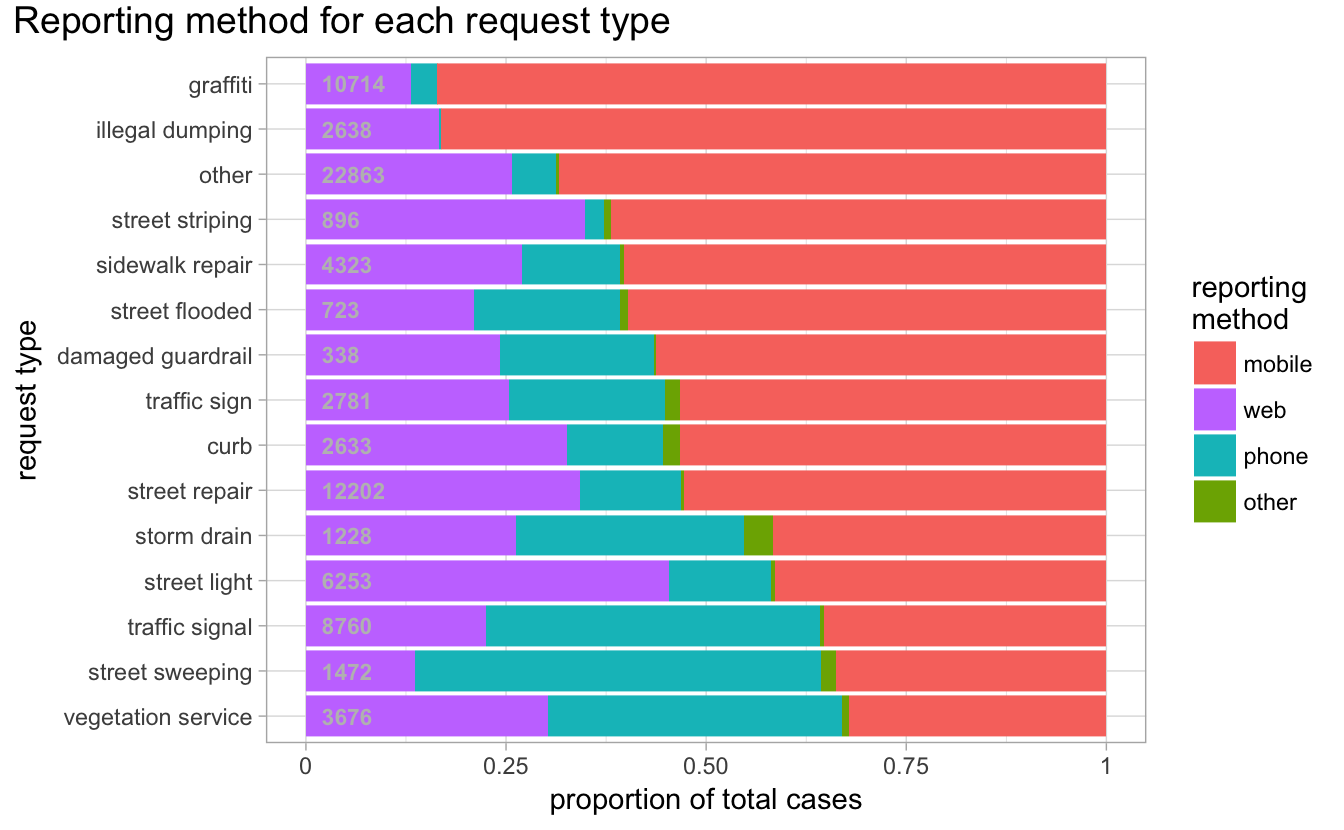 Reporting method for each request type
request type
graffiti 10714
illegal dumping 2638
other 22863
street striping 896
sidewalk repair 4323
street flooded 723
damaged guardrail 338
traffic sign 2781
curb 2633
street repair 12202
storm drain 1228
street light 6253
traffic signal 8760
street sweeping 1472
vegetation service 3676
0 0.25 0.50 0.75 1
proportion of total cases
reporting
method
mobile
web
phone
other